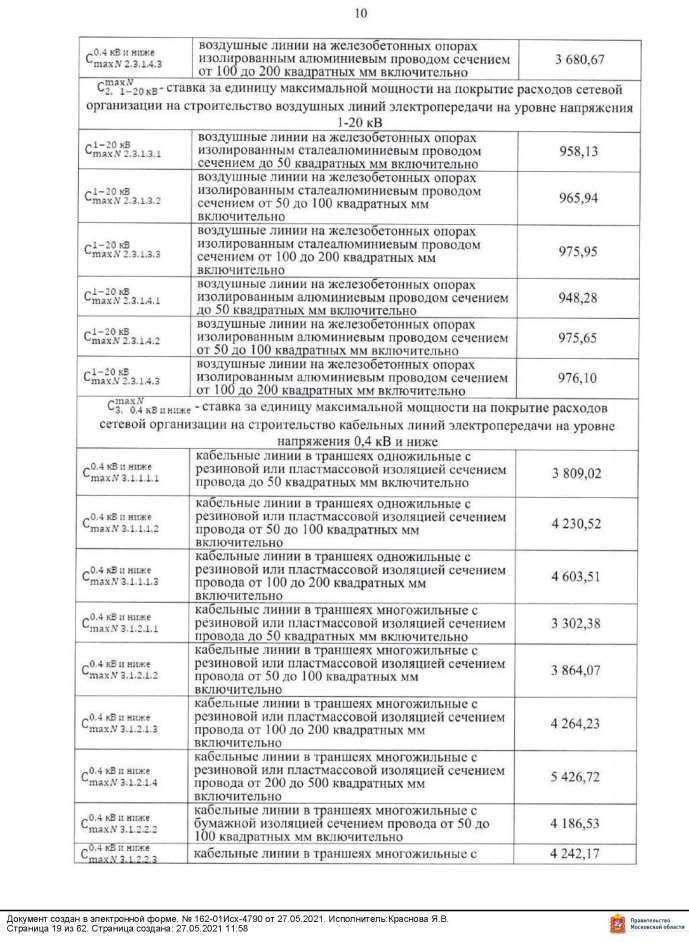 10
C 0.4 кВ и ниже max N 2.3.1.4.3
воздушные линии на железобетонных опорах
изолированным алюминиевым проводом сечением
от 100 до 200 квадратных мм включительно
3 680,67
C maxN 2, 1−20 кВ - ставка за единицу максимальной мощности на покрытие расходов сетевой
организации на строительство воздушных линий электропередачи на уровне напряжения
1-20 кВ
C 1−20 кВ max N 2.3.1.3.1
воздушные линии на железобетонных опорах
изолированным сталеалюминиевым проводом
сечением до 50 квадратных мм включительно
958,13
C 1−20 кВ max N 2.3.1.3.2
воздушные линии на железобетонных опорах
изолированным сталеалюминиевым проводом
сечением от 50 до 100 квадратных мм
включительно
965,94
C 1−20 кВ max N 2.3.1.3.3
воздушные линии на железобетонных опорах
изолированным сталеалюминиевым проводом
сечением от 100 до 200 квадратных мм
включительно
975,95
C 1−20 кВ max N 2.3.1.4.1
воздушные линии на железобетонных опорах
изолированным алюминиевым проводом сечением
до 50 квадратных мм включительно
948,28
C 1−20 кВ max N 2.3.1.4.2
воздушные линии на железобетонных опорах
изолированным алюминиевым проводом сечением
от 50 до 100 квадратных мм включительно
975,65
C 1−20 кВ max N 2.3.1.4.3
воздушные линии на железобетонных опорах
изолированным алюминиевым проводом сечением
от 100 до 200 квадратных мм включительно
976,10
C maxN 3, 0.4 кВ и ниже - ставка за единицу максимальной мощности на покрытие расходов
сетевой организации на строительство кабельных линий электропередачи на уровне
напряжения 0,4 кВ и ниже
C 0.4 кВ и ниже max N 3.1.1.1.1
кабельные линии в траншеях одножильные с
резиновой или пластмассовой изоляцией сечением
провода до 50 квадратных мм включительно
3 809,02
C 0.4 кВ и ниже max N 3.1.1.1.2
кабельные линии в траншеях одножильные с
резиновой или пластмассовой изоляцией сечением
провода от 50 до 100 квадратных мм
включительно
4 230,52
C 0.4 кВ и ниже max N 3.1.1.1.3
кабельные линии в траншеях одножильные с
резиновой или пластмассовой изоляцией сечением
провода от 100 до 200 квадратных мм
включительно
4 603,51
C 0.4 кВ и ниже max N 3.1.2.1.1
кабельные линии в траншеях многожильные с
резиновой или пластмассовой изоляцией сечением
провода до 50 квадратных мм включительно
3 302,38
C 0.4 кВ и ниже max N 3.1.2.1.2
кабельные линии в траншеях многожильные с
резиновой или пластмассовой изоляцией сечением
провода от 50 до 100 квадратных мм
включительно
3 864,07
C 0.4 кВ и ниже max N 3.1.2.1.3
кабельные линии в траншеях многожильные с
резиновой или пластмассовой изоляцией сечением
провода от 100 до 200 квадратных мм
включительно
4 264,23
C 0.4 кВ и ниже max N 3.1.2.1.4
кабельные линии в траншеях многожильные с
резиновой или пластмассовой изоляцией сечением
провода от 200 до 500 квадратных мм
включительно
5 426,72
C 0.4 кВ и ниже max N 3.1.2.2.2
кабельные линии в траншеях многожильные с
бумажной изоляцией сечением провода от 50 до
100 квадратных мм включительно
4 186,53
C 0.4 кВ и ниже max N 3.1.2.2.3
кабельные линии в траншеях многожильные с
4 242,17
Документ создан в электронной форме. № 162-01Исх-4790 от 27.05.2021. Исполнитель:Краснова Я.В.
Страница 19 из 62. Страница создана: 27.05.2021 11:58
Правительство
Московской области